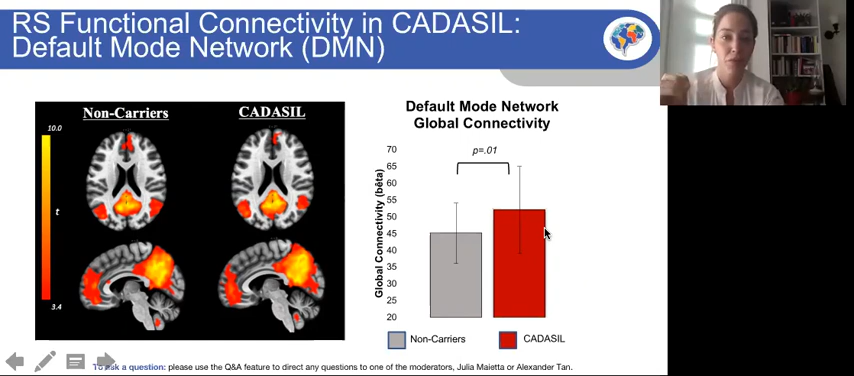 RS Functional Connectivity in CADASIL:
Default Mode Network (DMN)
Non-Carriers
CADASIL
10.0
t
3.4
Default Mode Network
Global Connectivity
p=.01
Global Connectivity (bêta)
70
65
60
55
50
45
40
35
30
25
20
Non-Carriers
CADASIL
To ask a question: please use the Q&A feature to direct any questions to one of the moderators, Julia Maietta or Alexander Tan.